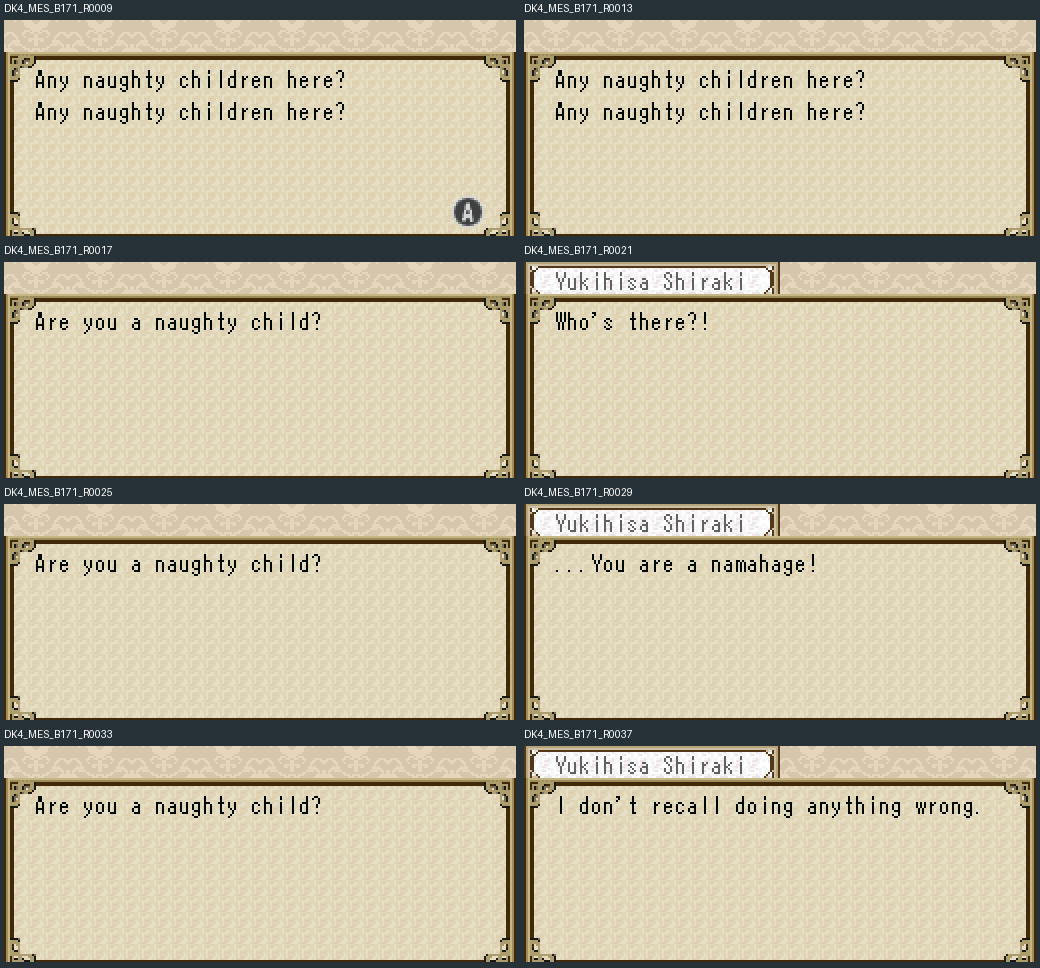 DK4_MES_B171_R0009
Any naughty children here?
Any naughty children here?
A
DK4_MES_B171_R0013
Any naughty children here?
Any naughty children here?
DK4_MES_B171_R0017
Are you a naughty child?
DK4_MES_B171_R0021
Yukihisa Shiraki
Who's there?!
DK4_MES_B171_R0025
Are you a naughty child?
DK4_MES_B171_R0029
Yukihisa Shiraki
...You are a namahage!
DK4_MES_B171_R0033
Are you a naughty child?
DK4_MES_B171_R0037
Yukihisa Shiraki
I don't recall doing anything wrong.